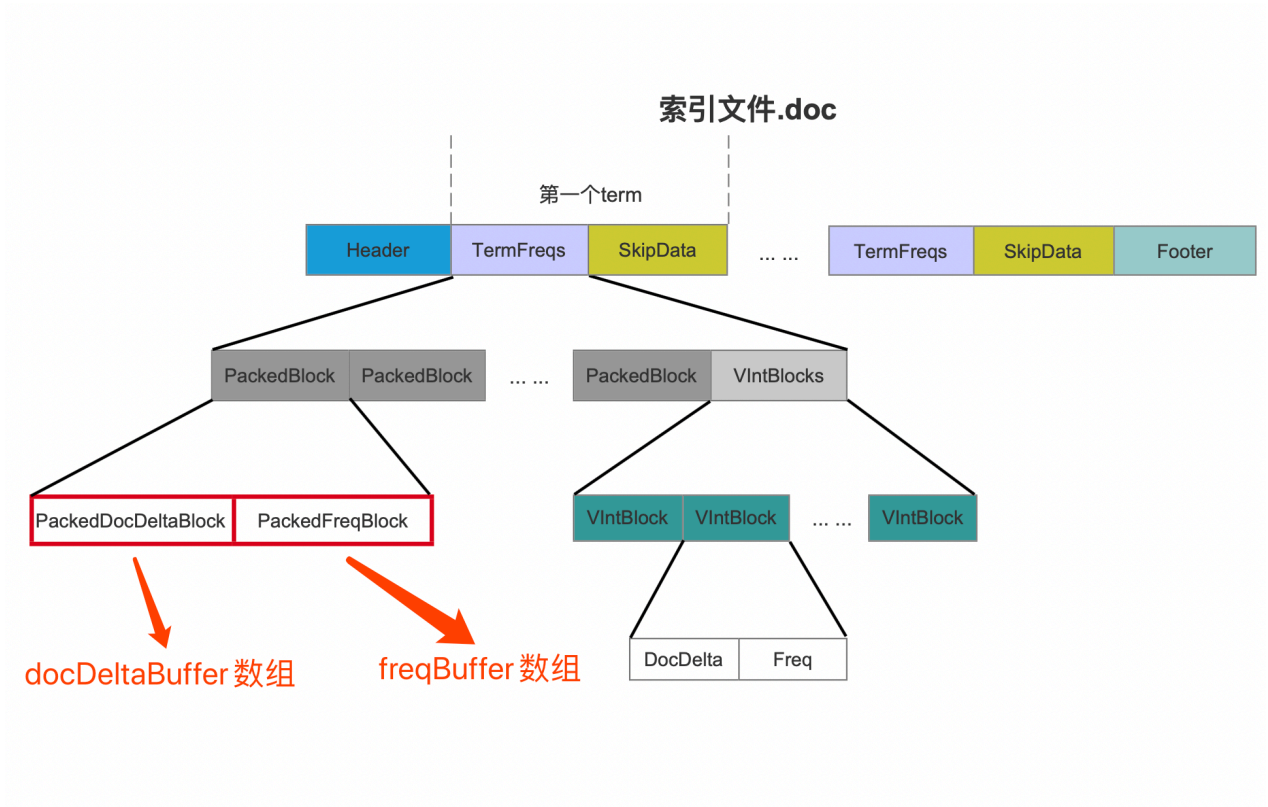 索引文件.doc
第一个term
Header
TermFreqs
SkipData
... ...
TermFreqs
SkipData
Footer
PackedBlock
PackedBlock
... ...
PackedBlock
VIntBlocks
PackedDocDeltaBlock
PackedFreqBlock
VIntBlock
VIntBlock
... ...
VIntBlock
docDeltaBuffer 数组
freqBuffer 数组
DocDelta
Freq